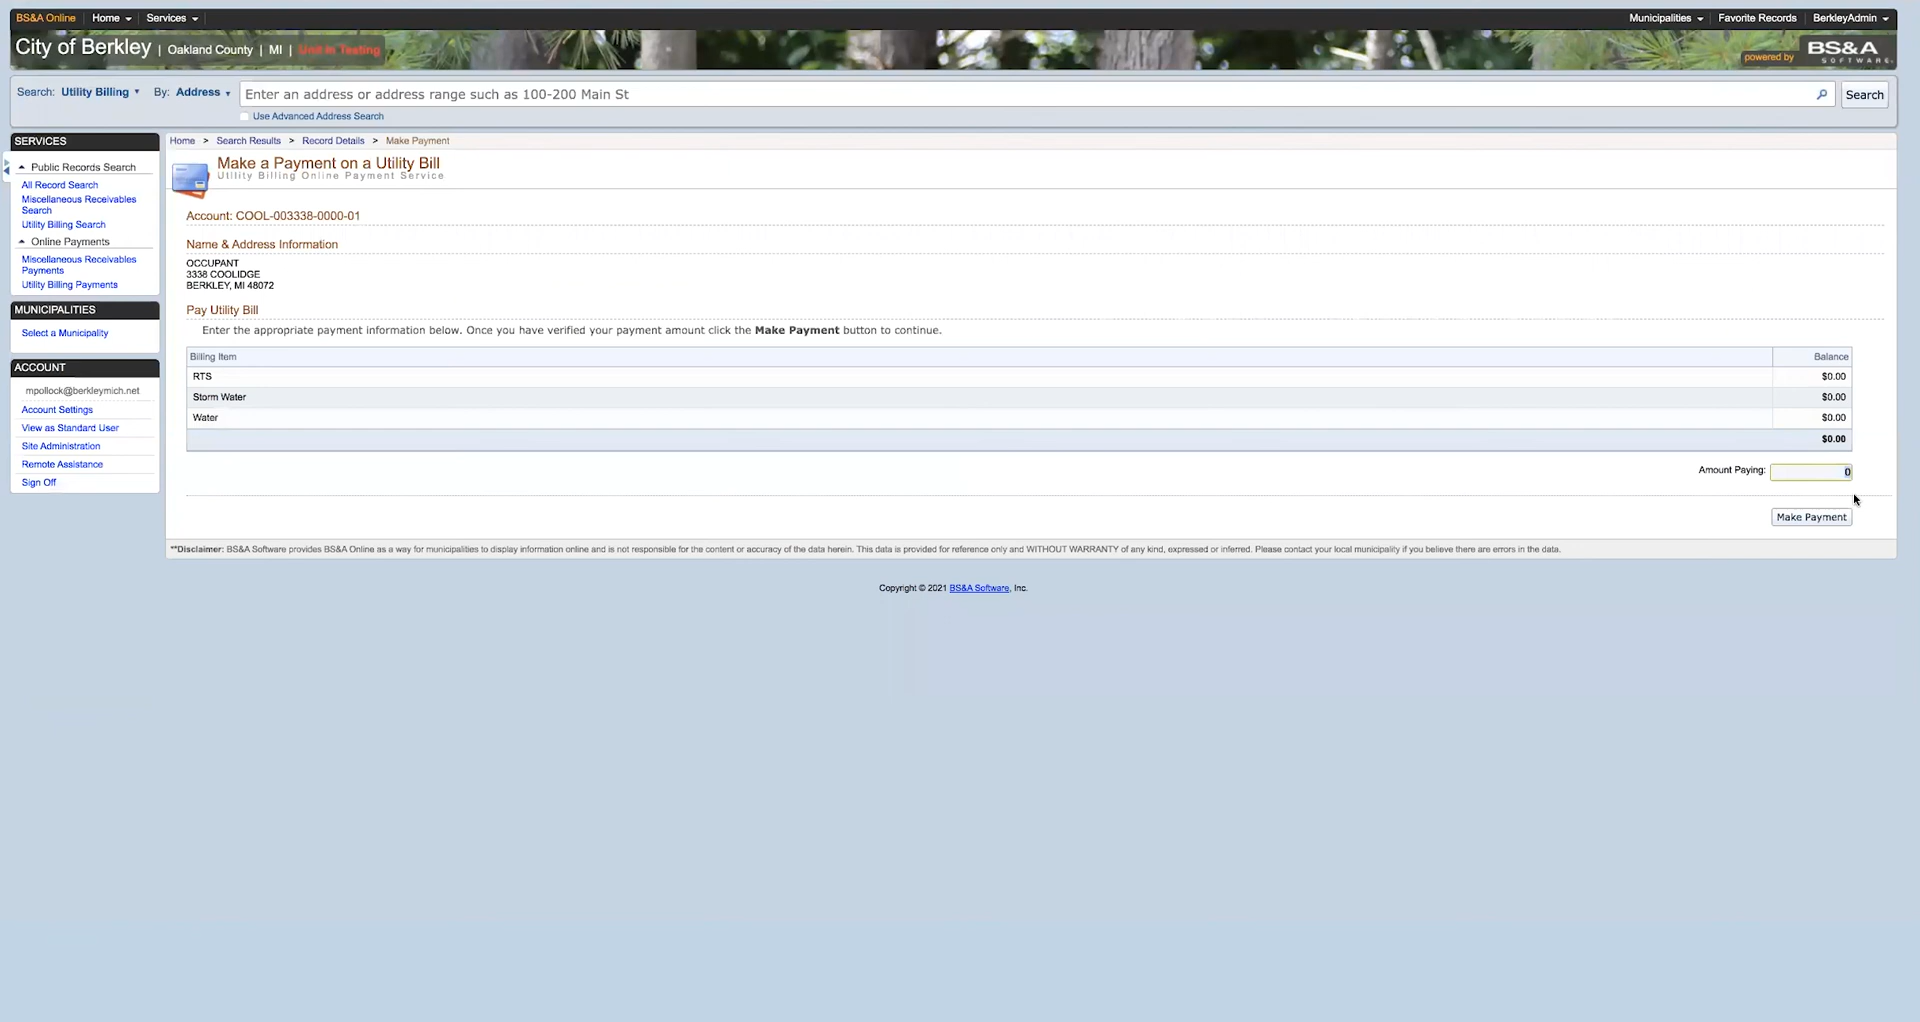 BS&A Online Home Services Municipalities Favorite Records BerkleyAdmin
City of Berkley | Oakland County | MI | Unit in Testing
powered by BS&A
SOFTWARE
Search: Utility Billing By: Address Enter an address or address range such as 100-200 Main St Search
Use Advanced Address Search
SERVICES
Public Records Search
All Record Search
Miscellaneous Receivables
Search
Utility Billing Search
Online Payments
Miscellaneous Receivables
Payments
Utility Billing Payments
MUNICIPALITIES
Select a Municipality
ACCOUNT
mpollock@berkleymich.net
Account Settings
View as Standard User
Site Administration
Remote Assistance
Sign Off
Home > Search Results > Record Details > Make Payment
Make a Payment on a Utility Bill
Utility Billing Online Payment Service
Account: COOL-003338-0000-01
Name & Address Information
OCCUPANT
3338 COOLIDGE
BERKLEY, MI 48072
Pay Utility Bill
Enter the appropriate payment information below. Once you have verified your payment amount click the Make Payment button to continue.
Billing Item Balance
RTS $0.00
Storm Water $0.00
Water $0.00
$0.00
Amount Paying: 0
Make Payment
**Disclaimer: BS&A Software provides BS&A Online as a way for municipalities to display information online and is not responsible for the content or accuracy of the data herein. This data is provided for reference only and WITHOUT WARRANTY of any kind, expressed or inferred. Please contact your local municipality if you believe there are errors in the data.
Copyright © 2021 BS&A Software, Inc.